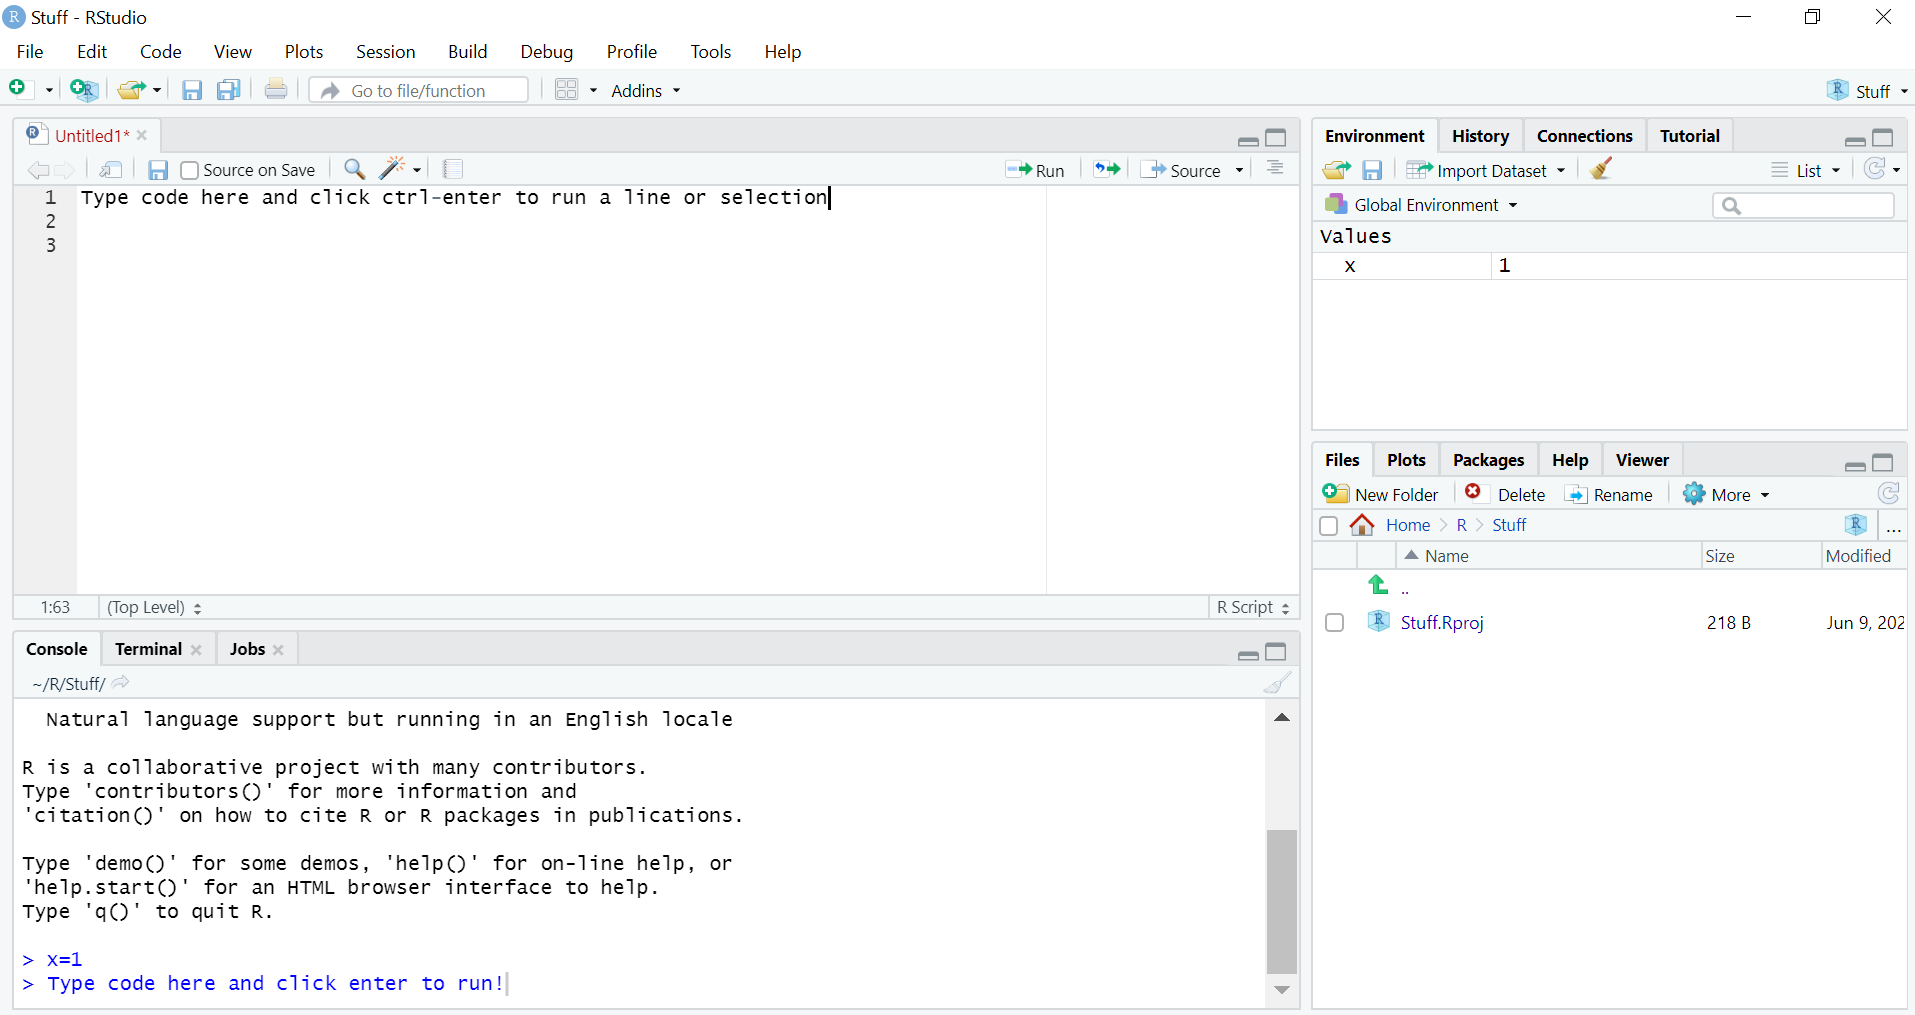 Stuff - RStudio
File Edit Code View Plots Session Build Debug Profile Tools Help
Go to file/function Addins Stuff
Untitled1*
Source on Save Run Source
1 Type code here and click ctrl-enter to run a line or selection
2
3
1:63 (Top Level) R Script
Console Terminal Jobs
~/R/Stuff/
Natural language support but running in an English locale
R is a collaborative project with many contributors.
Type 'contributors()' for more information and
'citation()' on how to cite R or R packages in publications.
Type 'demo()' for some demos, 'help()' for on-line help, or
'help.start()' for an HTML browser interface to help.
Type 'q()' to quit R.
> x=1
> Type code here and click enter to run!
Environment History Connections Tutorial
Import Dataset List
Global Environment
Values
x 1
Files Plots Packages Help Viewer
New Folder Delete Rename More
Home R Stuff ...
Name Size Modified
..
Stuff.Rproj 218 B Jun 9, 202